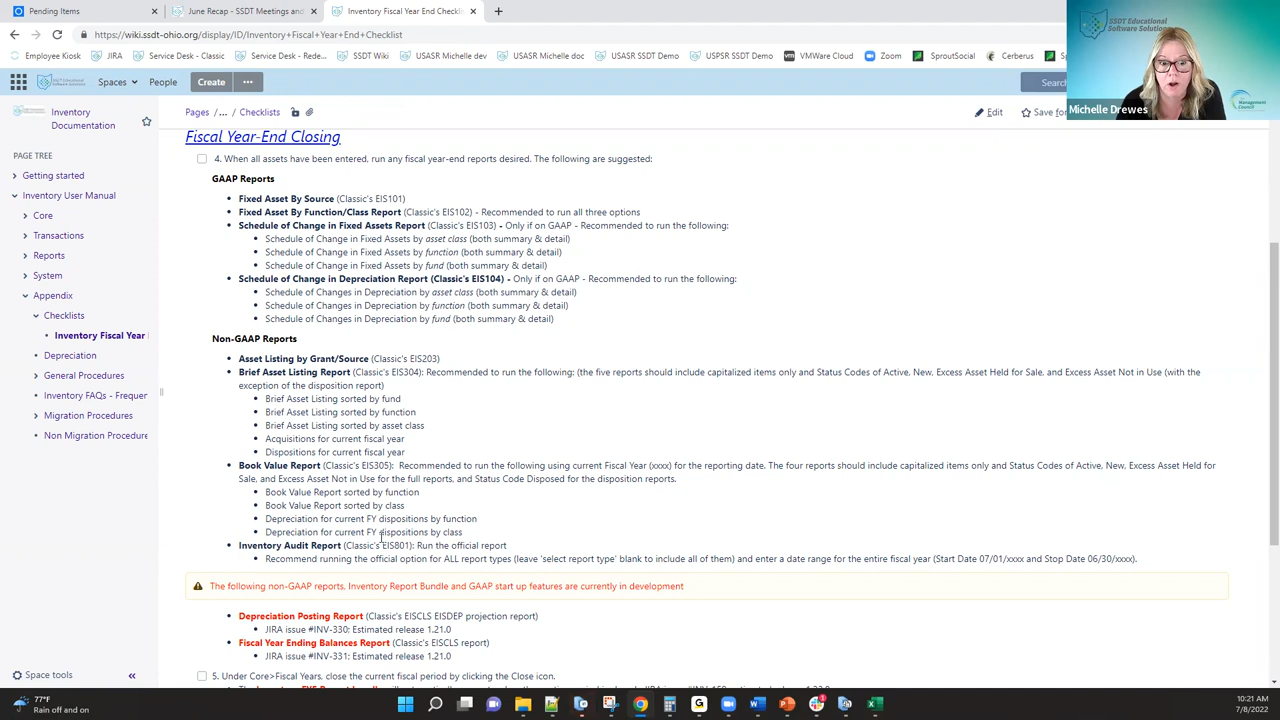 Pending Items
June Recap - SSDT Meetings and
Inventory Fiscal Year End Checkli
https://wiki.ssdt-ohio.org/display/ID/Inventory+Fiscal+Year+End+Checklist
Employee Kiosk JIRA Service Desk - Classic Service Desk - Rede... SSDT Wiki USASR Michelle dev USASR Michelle doc USASR SSDT Demo USPSR SSDT Demo VMWare Cloud Zoom SproutSocial Cerberus
SSDT Educational
Software Solutions
Management
Council
Michelle Drewes
Spaces People Create ... Search
Inventory
Documentation
PAGE TREE
Getting started
Inventory User Manual
Core
Transactions
Reports
System
Appendix
Checklists
Inventory Fiscal Year
Depreciation
General Procedures
Inventory FAQs - Frequen
Migration Procedures
Non Migration Procedure
Space tools
Pages /... / Checklists
Edit Save for
Fiscal Year-End Closing
4. When all assets have been entered, run any fiscal year-end reports desired. The following are suggested:
GAAP Reports
• Fixed Asset By Source (Classic's EIS101)
• Fixed Asset By Function/Class Report (Classic's EIS102) - Recommended to run all three options
• Schedule of Change in Fixed Assets Report (Classic's EIS103) - Only if on GAAP - Recommended to run the following:
• Schedule of Change in Fixed Assets by asset class (both summary & detail)
• Schedule of Change in Fixed Assets by function (both summary & detail)
• Schedule of Change in Fixed Assets by fund (both summary & detail)
• Schedule of Change in Depreciation Report (Classic's EIS104) - Only if on GAAP - Recommended to run the following:
• Schedule of Changes in Depreciation by asset class (both summary & detail)
• Schedule of Changes in Depreciation by function (both summary & detail)
• Schedule of Changes in Depreciation by fund (both summary & detail)
Non-GAAP Reports
• Asset Listing by Grant/Source (Classic's EIS203)
• Brief Asset Listing Report (Classic's EIS304): Recommended to run the following: (the five reports should include capitalized items only and Status Codes of Active, New, Excess Asset Held for Sale, and Excess Asset Not in Use (with the
exception of the disposition report)
• Brief Asset Listing sorted by fund
• Brief Asset Listing sorted by function
• Brief Asset Listing sorted by asset class
• Acquisitions for current fiscal year
• Dispositions for current fiscal year
• Book Value Report (Classic's EIS305): Recommended to run the following using current Fiscal Year (xxxx) for the reporting date. The four reports should include capitalized items only and Status Codes of Active, New, Excess Asset Held for
Sale, and Excess Asset Not in Use for the full reports, and Status Code Disposed for the disposition reports.
• Book Value Report sorted by function
• Book Value Report sorted by class
• Depreciation for current FY dispositions by function
• Depreciation for current FY dispositions by class
• Inventory Audit Report (Classic's EIS801): Run the official report
• Recommend running the official option for ALL report types (leave 'select report type' blank to include all of them) and enter a date range for the entire fiscal year (Start Date 07/01/xxxx and Stop Date 06/30/xxxx).
The following non-GAAP reports, Inventory Report Bundle and GAAP start up features are currently in development
• Depreciation Posting Report (Classic's EISCLS EISDEP projection report)
• JIRA issue #INV-330; Estimated release 1.21.0
• Fiscal Year Ending Balances Report (Classic's EISCLS report)
• JIRA issue #INV-331; Estimated release 1.21.0
5. Under Core>Fiscal Years, close the current fiscal period by clicking the Close icon.
77°F
Rain off and on
10:21 AM
7/8/2022